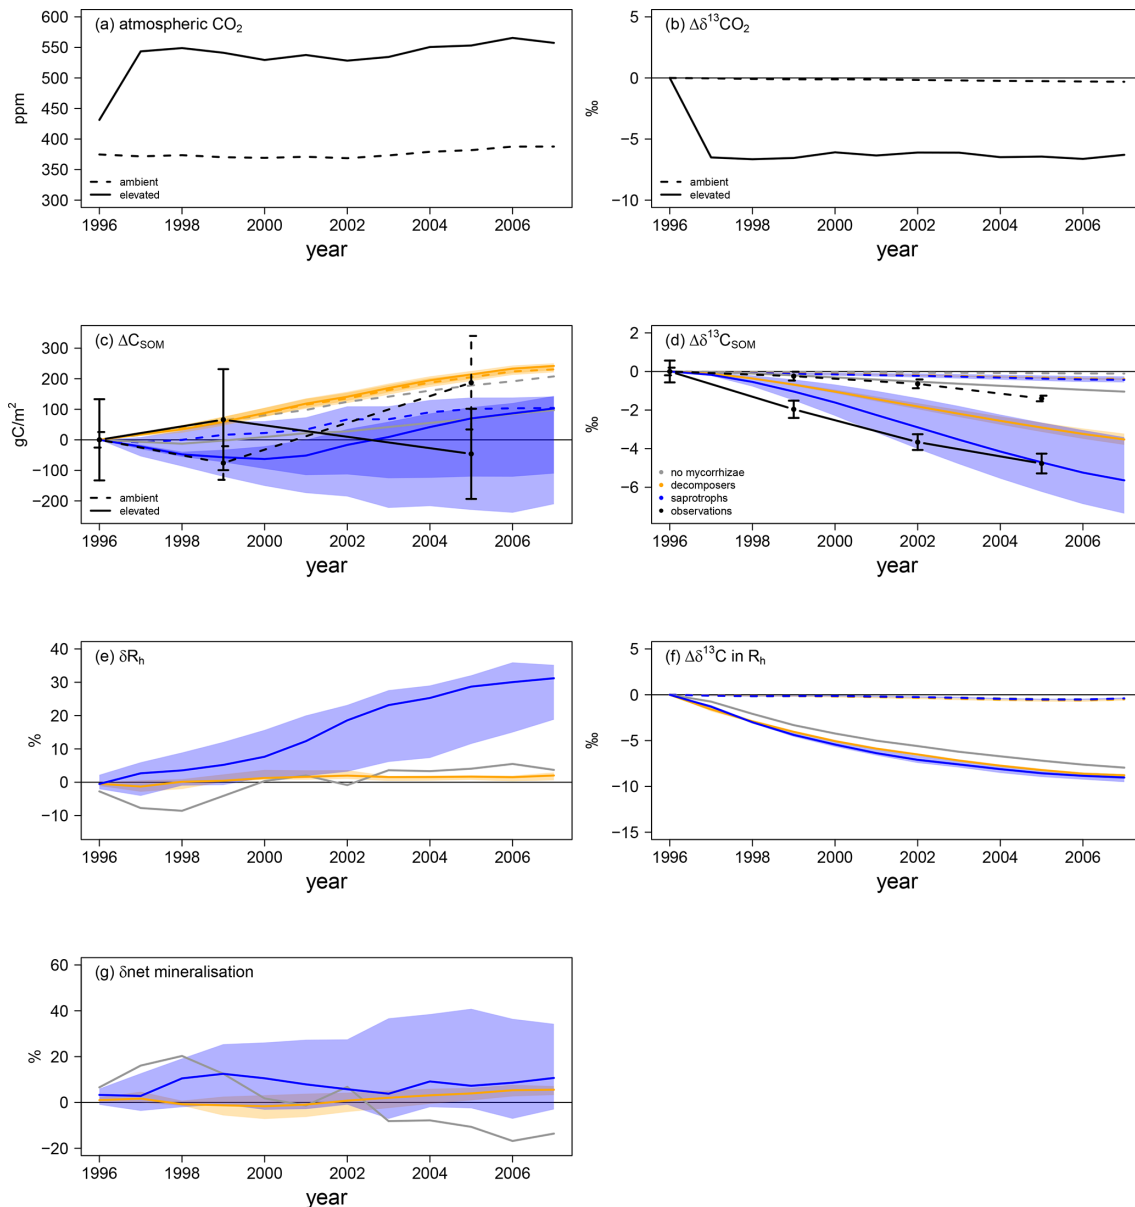 (a) atmospheric CO₂
ppm
600
550
500
450
400
350
300
ambient
elevated
1996 1998 2000 2002 2004 2006
year
(b) Δδ¹³CO₂
‰
5
0
−5
−10
ambient
elevated
1996 1998 2000 2002 2004 2006
year
(c) ΔC_SOM
gC/m²
300
200
100
0
−100
−200
ambient
elevated
1996 1998 2000 2002 2004 2006
year
(d) Δδ¹³C_SOM
‰
2
0
−2
−4
−6
no mycorrhizae
decomposers
saprotrophs
observations
1996 1998 2000 2002 2004 2006
year
(e) δR_h
%
40
30
20
10
0
−10
1996 1998 2000 2002 2004 2006
year
(f) Δδ¹³C in R_h
‰
5
0
−5
−10
−15
1996 1998 2000 2002 2004 2006
year
(g) δnet mineralisation
%
60
40
20
0
−20
1996 1998 2000 2002 2004 2006
year